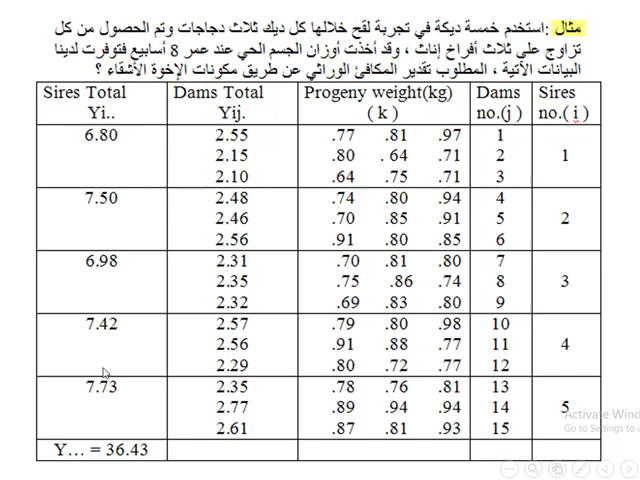 مثال :استخدم خمسة ديكة في تجربة لقح خلالها كل ديك ثلاث دجاجات وتم الحصول من كل
تزاوج على ثلاث أفراخ إناث ، وقد أخذت أوزان الجسم الحي عند عمر 8 أسابيع فتوفرت لدينا
البيانات الآتية ، المطلوب تقدير المكافئ الوراثي عن طريق مكونات الإخوة الأشقاء ؟
Sires Total Dams Total Progeny weight(kg) Dams Sires
Yi.. Yij. ( k ) no.(j ) no.( i )
6.80 2.55 .77 .81 .97 1
2.15 .80 . 64 .71 2 1
2.10 .64 .75 .71 3
7.50 2.48 .74 .80 .94 4
2.46 .70 .85 .91 5 2
2.56 .91 .80 .85 6
6.98 2.31 .70 .81 .80 7
2.35 .75 .86 .74 8 3
2.32 .69 .83 .80 9
7.42 2.57 .79 .80 .98 10
2.56 .91 .88 .77 11 4
2.29 .80 .72 .77 12
7.73 2.35 .78 .76 .81 13
2.77 .89 .94 .94 14 5
2.61 .87 .81 .93 15
Y… = 36.43
Activate Wind
Go to Settings to a